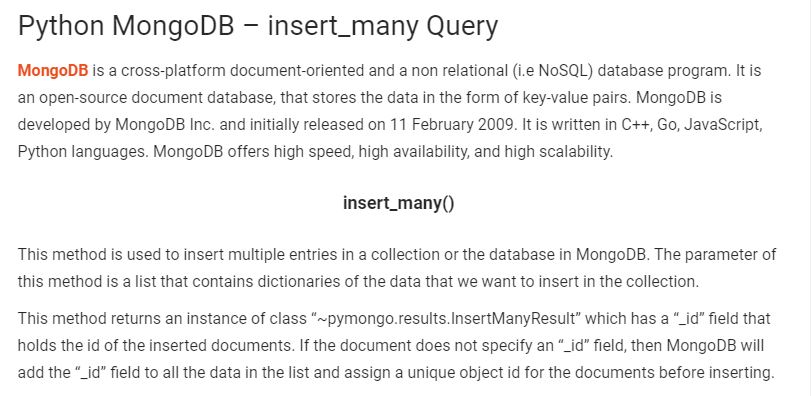 Python MongoDB – insert_many Query
MongoDB is a cross-platform document-oriented and a non relational (i.e NoSQL) database program. It is
an open-source document database, that stores the data in the form of key-value pairs. MongoDB is
developed by MongoDB Inc. and initially released on 11 February 2009. It is written in C++, Go, JavaScript,
Python languages. MongoDB offers high speed, high availability, and high scalability.
insert_many()
This method is used to insert multiple entries in a collection or the database in MongoDB. The parameter of
this method is a list that contains dictionaries of the data that we want to insert in the collection.
This method returns an instance of class “~pymongo.results.InsertManyResult” which has a “_id” field that
holds the id of the inserted documents. If the document does not specify an “_id” field, then MongoDB will
add the “_id” field to all the data in the list and assign a unique object id for the documents before inserting.